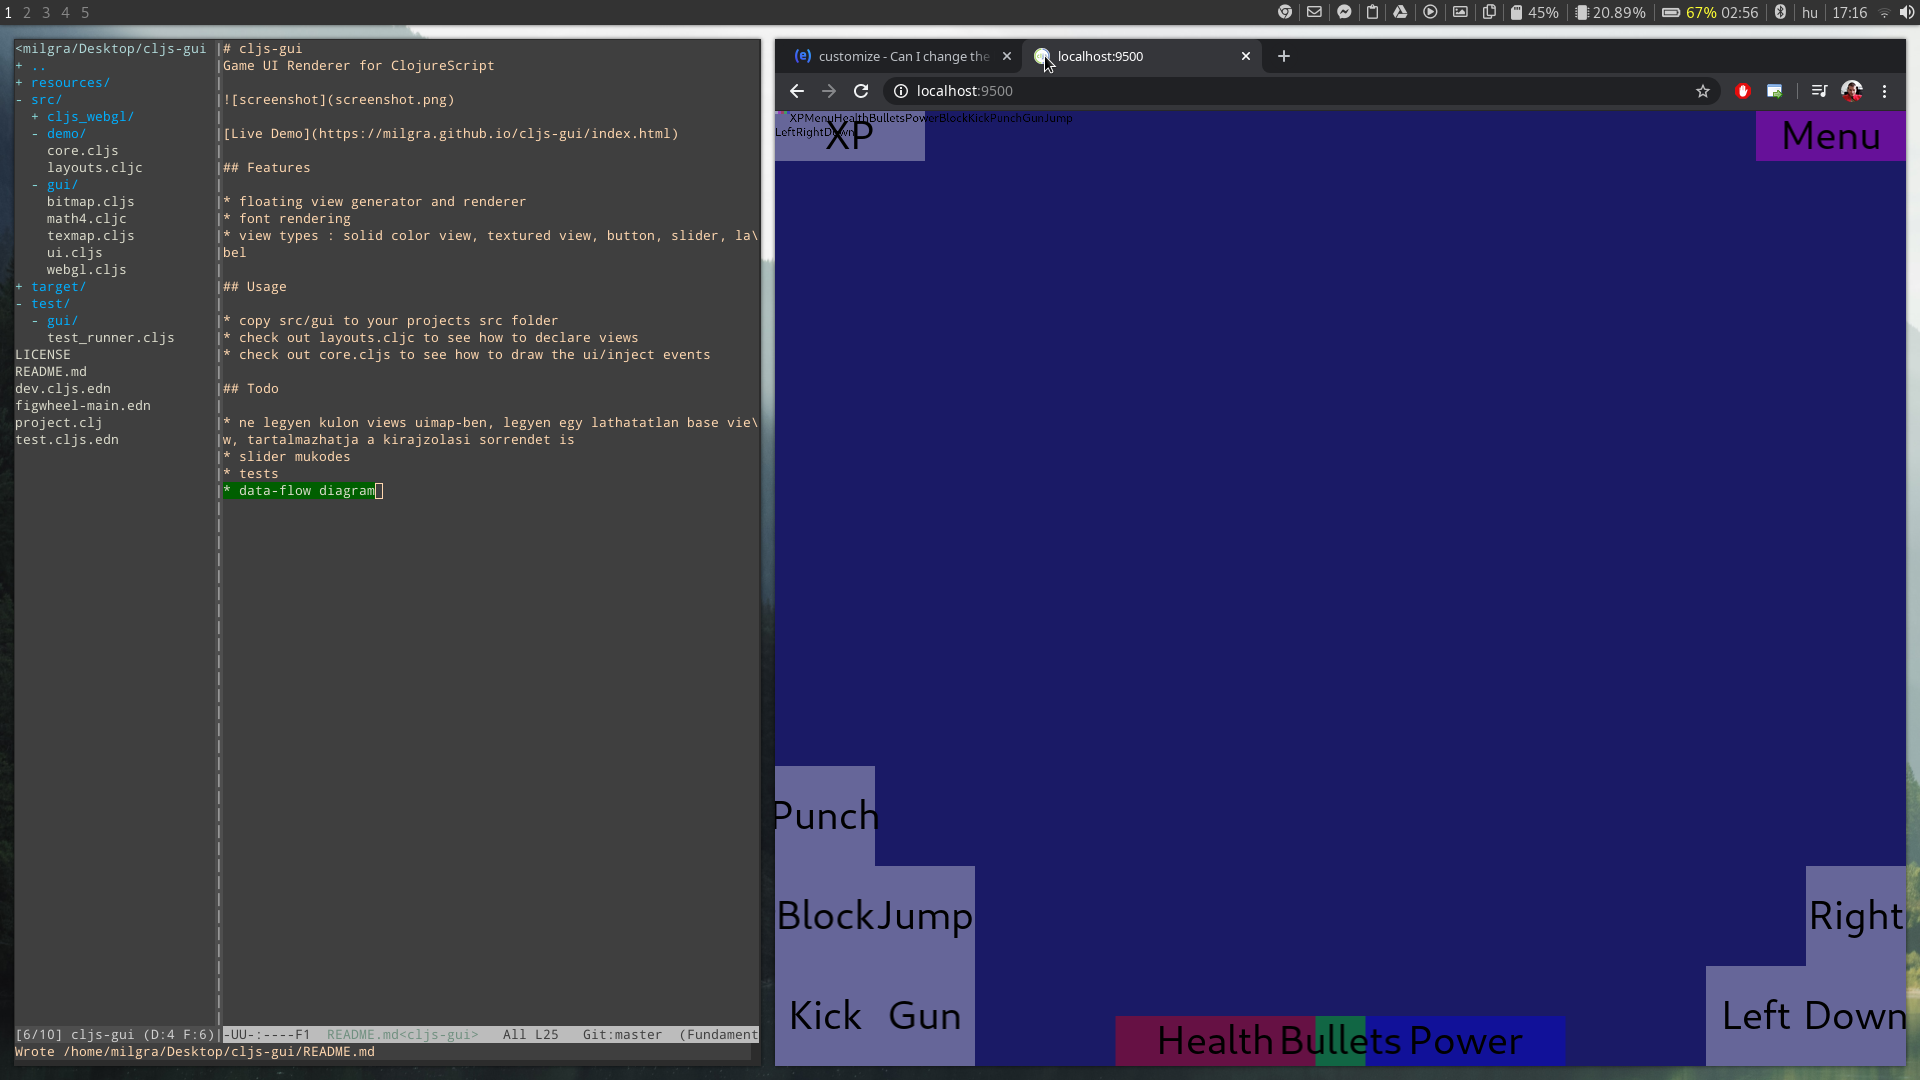 1 2 3 4 5
45% 20.89% 67% 02:56 hu 17:16
<milgra/Desktop/cljs-gui
+ ..
+ resources/
- src/
+ cljs_webgl/
- demo/
core.cljs
layouts.cljc
- gui/
bitmap.cljs
math4.cljc
texmap.cljs
ui.cljs
webgl.cljs
+ target/
- test/
- gui/
test_runner.cljs
LICENSE
README.md
dev.cljs.edn
figwheel-main.edn
project.clj
test.cljs.edn
[6/10] cljs-gui (D:4 F:6)
# cljs-gui
Game UI Renderer for ClojureScript
![screenshot](screenshot.png)
[Live Demo](https://milgra.github.io/cljs-gui/index.html)
## Features
* floating view generator and renderer
* font rendering
* view types : solid color view, textured view, button, slider, la\
bel
## Usage
* copy src/gui to your projects src folder
* check out layouts.cljc to see how to declare views
* check out core.cljs to see how to draw the ui/inject events
## Todo
* ne legyen kulon views uimap-ben, legyen egy lathatatlan base vie\
w, tartalmazhatja a kirajzolasi sorrendet is
* slider mukodes
* tests
* data-flow diagram
-UU-:----F1 README.md<cljs-gui> All L25 Git:master (Fundament
Wrote /home/milgra/Desktop/cljs-gui/README.md
(e) customize - Can I change the
localhost:9500
localhost:9500
XPMenuHealthBulletsPowerBlockKickPunchGunJump
LeftRightDown
XP
Menu
Punch
Block Jump
Right
Kick Gun
Left Down
Health Bullets Power